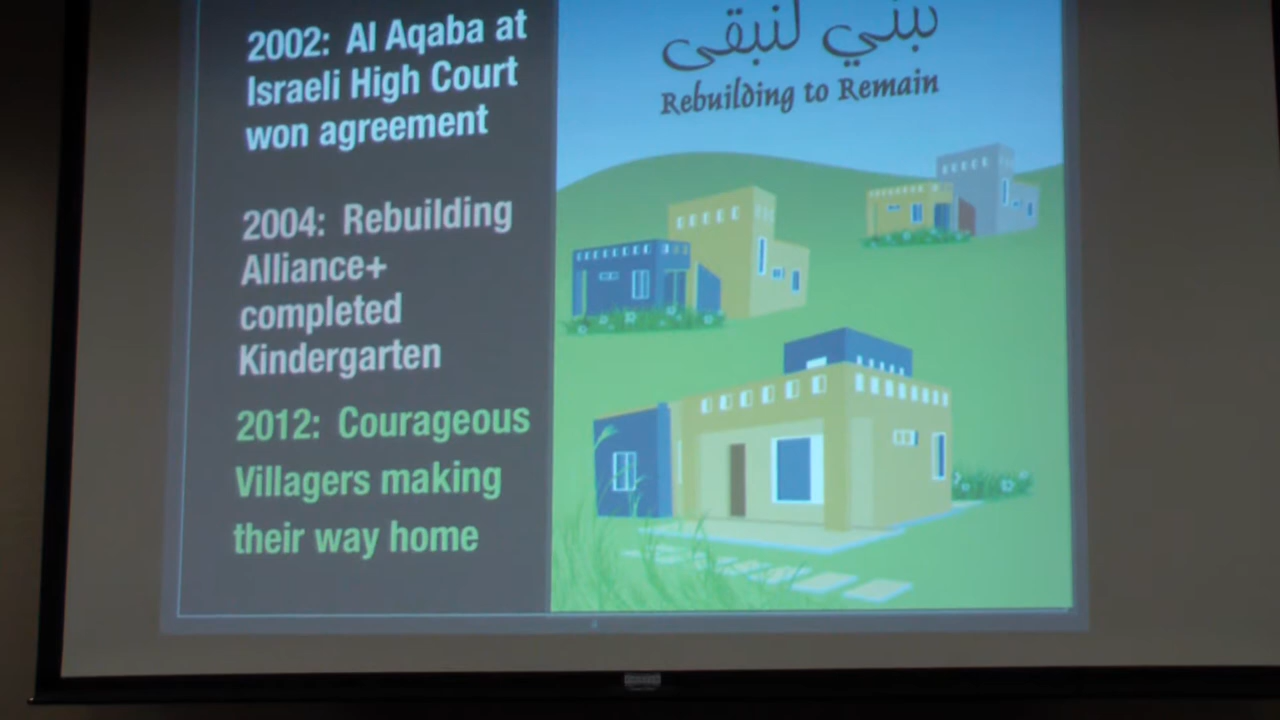 2002: Al Aqaba at
Israeli High Court
won agreement
2004: Rebuilding
Alliance+
completed
Kindergarten
2012: Courageous
Villagers making
their way home
نبني لنبقى
Rebuilding to Remain